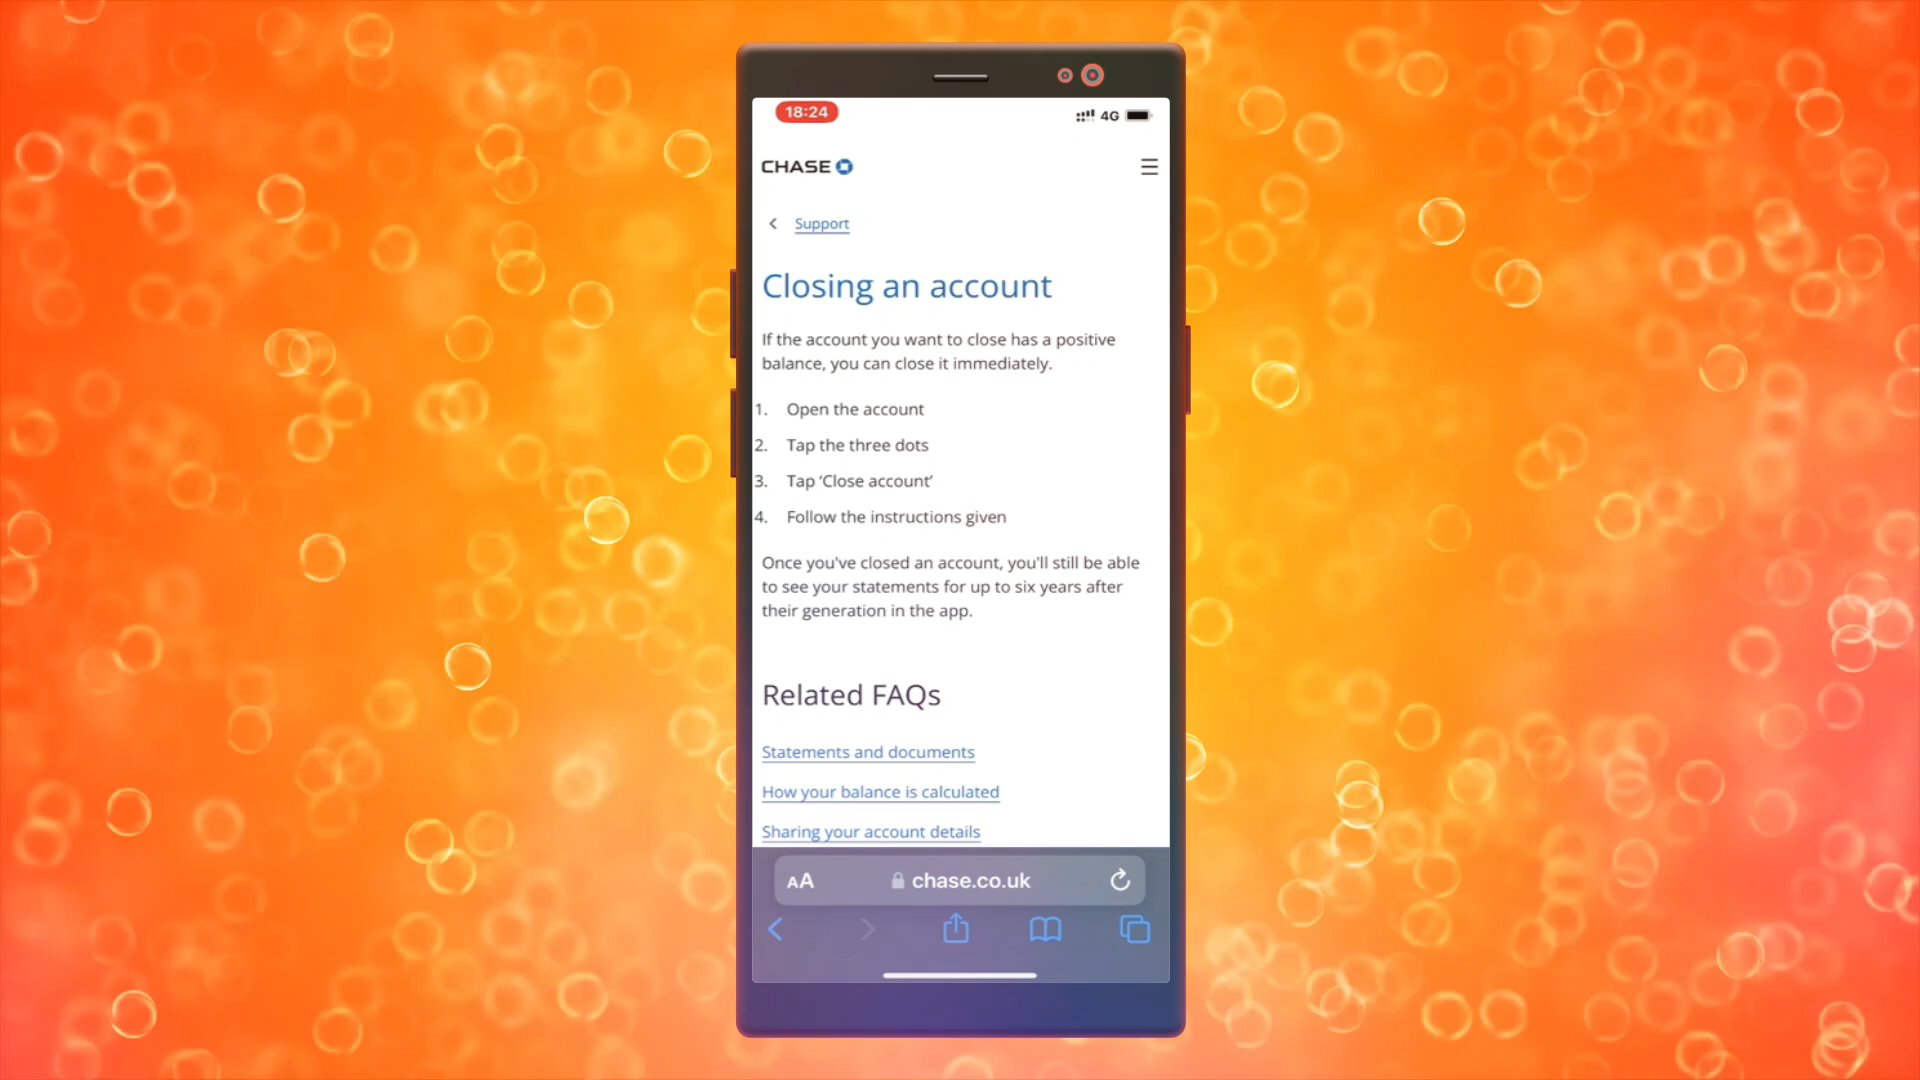 18:24
4G
CHASE
Support
Closing an account
If the account you want to close has a positive
balance, you can close it immediately.
1. Open the account
2. Tap the three dots
3. Tap ‘Close account’
4. Follow the instructions given
Once you've closed an account, you'll still be able
to see your statements for up to six years after
their generation in the app.
Related FAQs
Statements and documents
How your balance is calculated
Sharing your account details
AA chase.co.uk